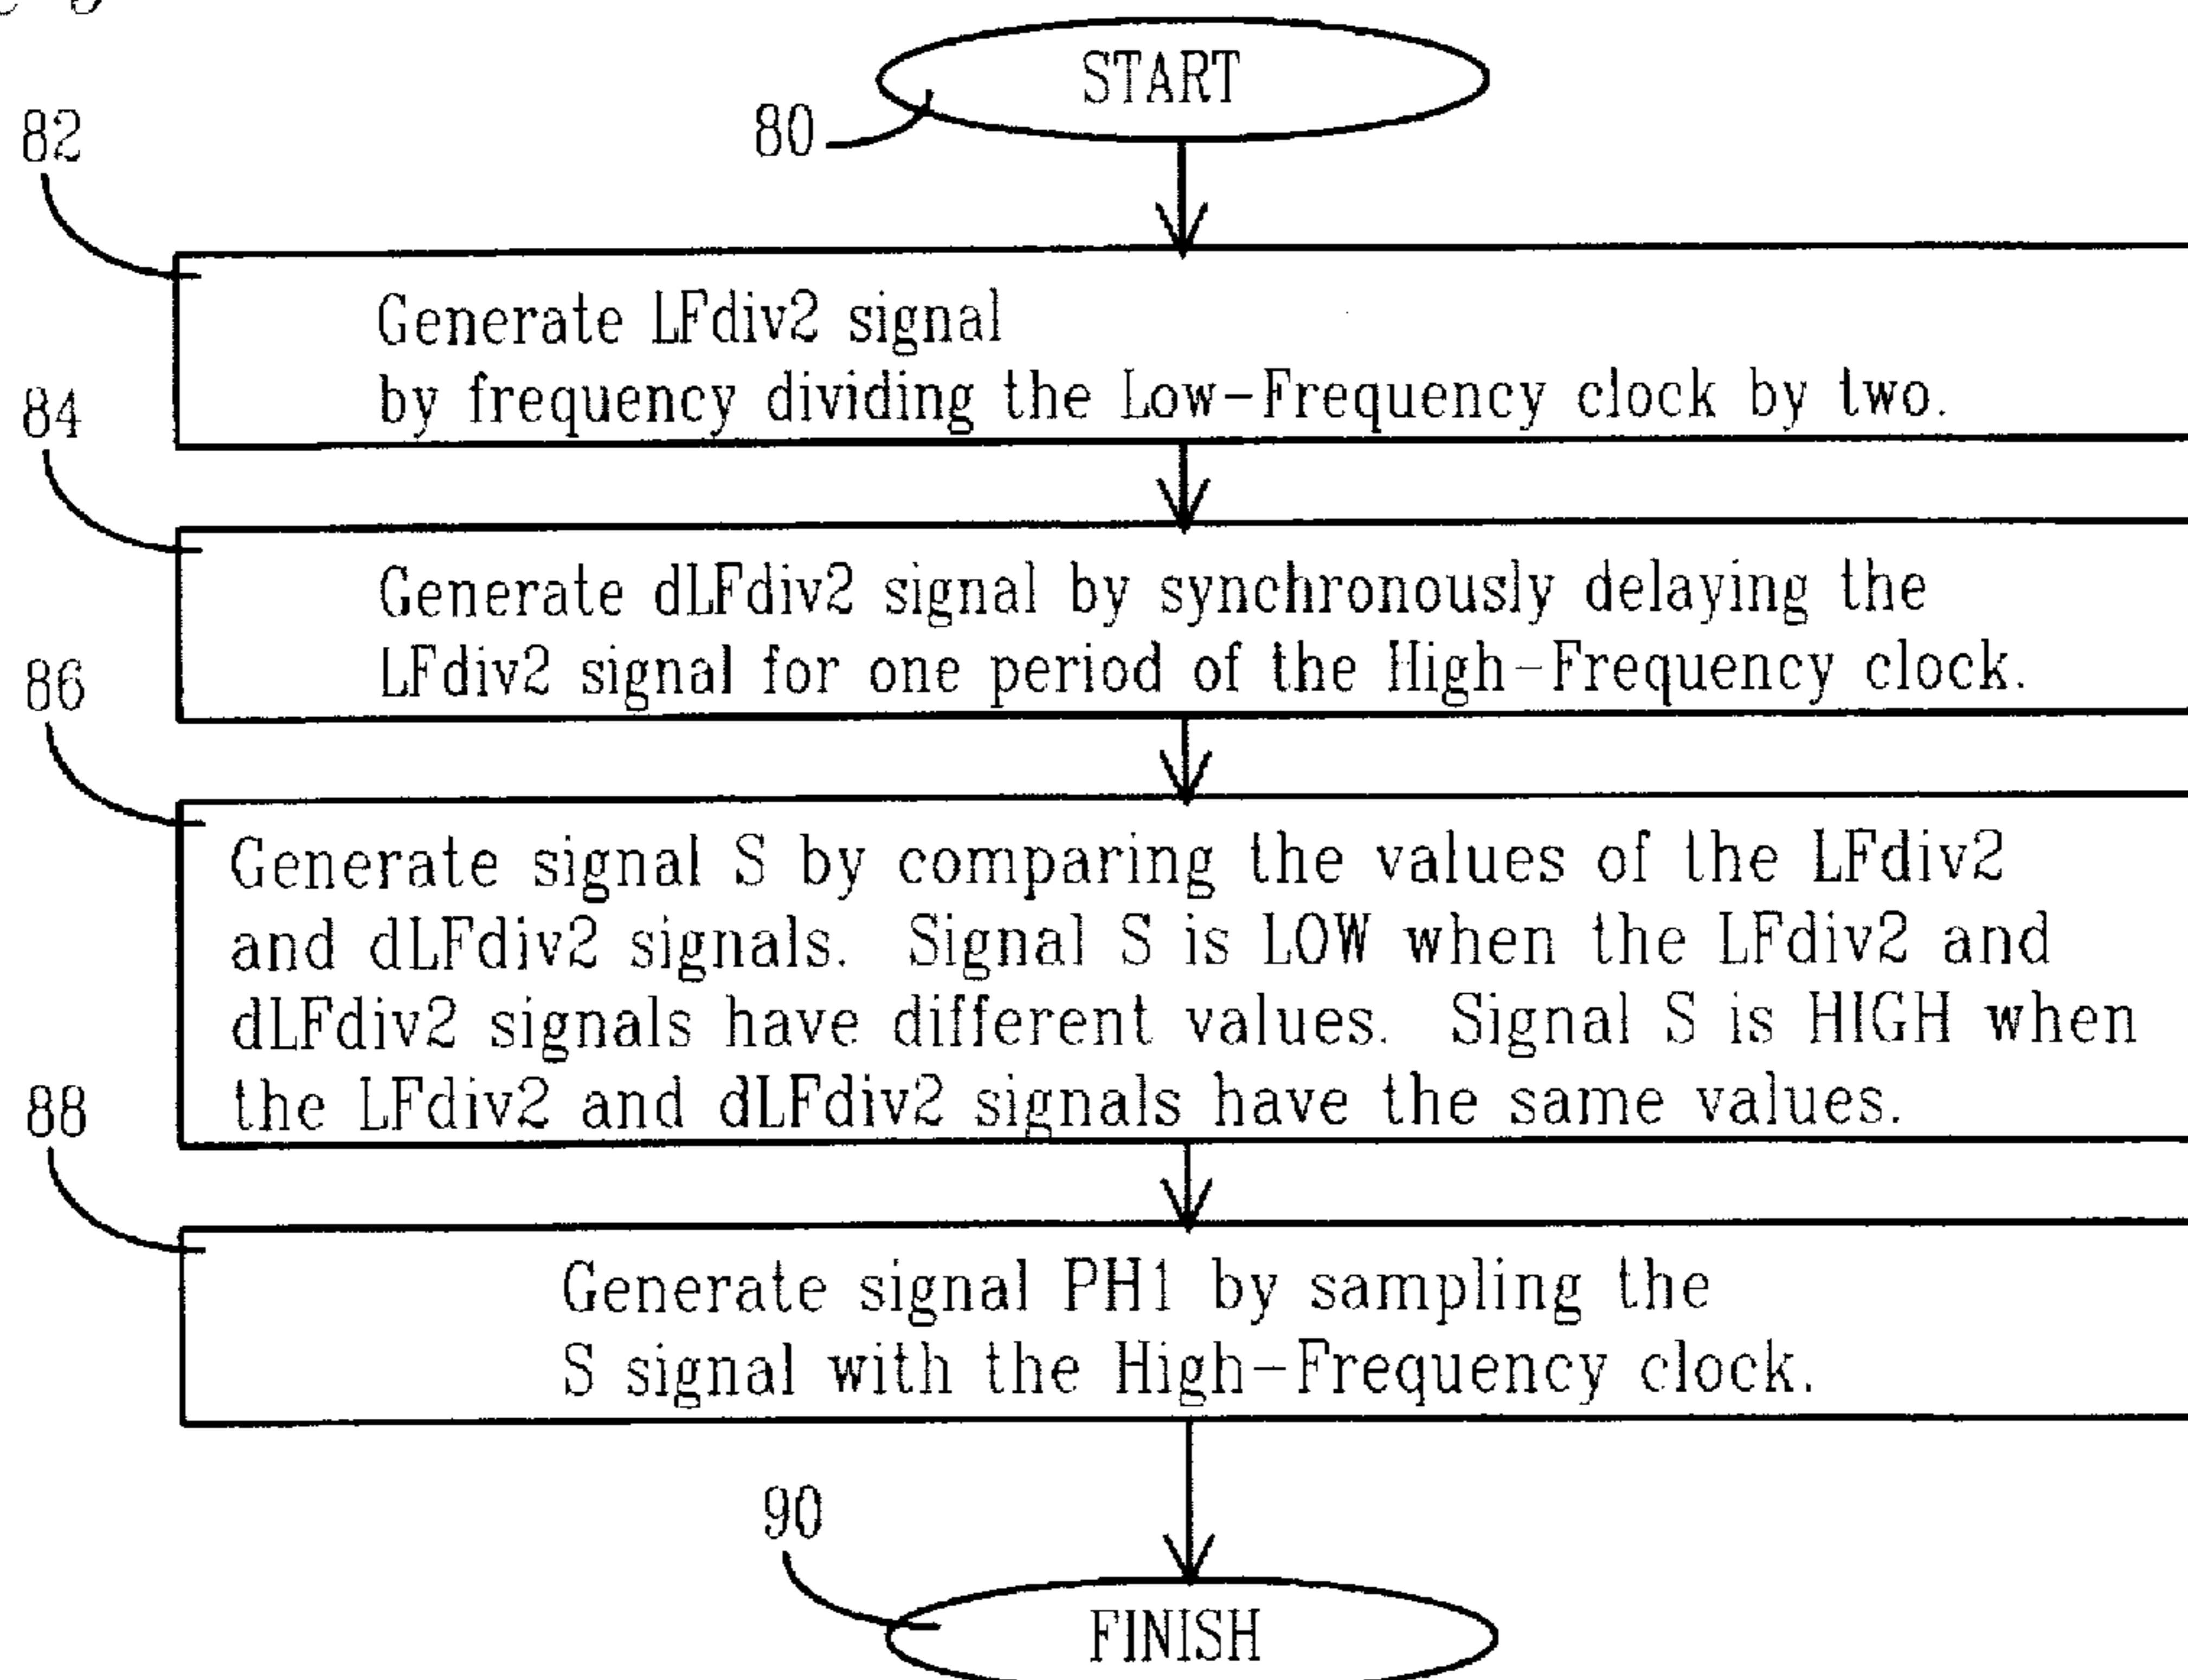 START
80
82
Generate LFdiv2 signal
by frequency dividing the Low-Frequency clock by two.
84
Generate dLFdiv2 signal by synchronously delaying the
LFdiv2 signal for one period of the High-Frequency clock.
86
Generate signal S by comparing the values of the LFdiv2
and dLFdiv2 signals. Signal S is LOW when the LFdiv2 and
dLFdiv2 signals have different values. Signal S is HIGH when
the LFdiv2 and dLFdiv2 signals have the same values.
88
Generate signal PH1 by sampling the
S signal with the High-Frequency clock.
90
FINISH